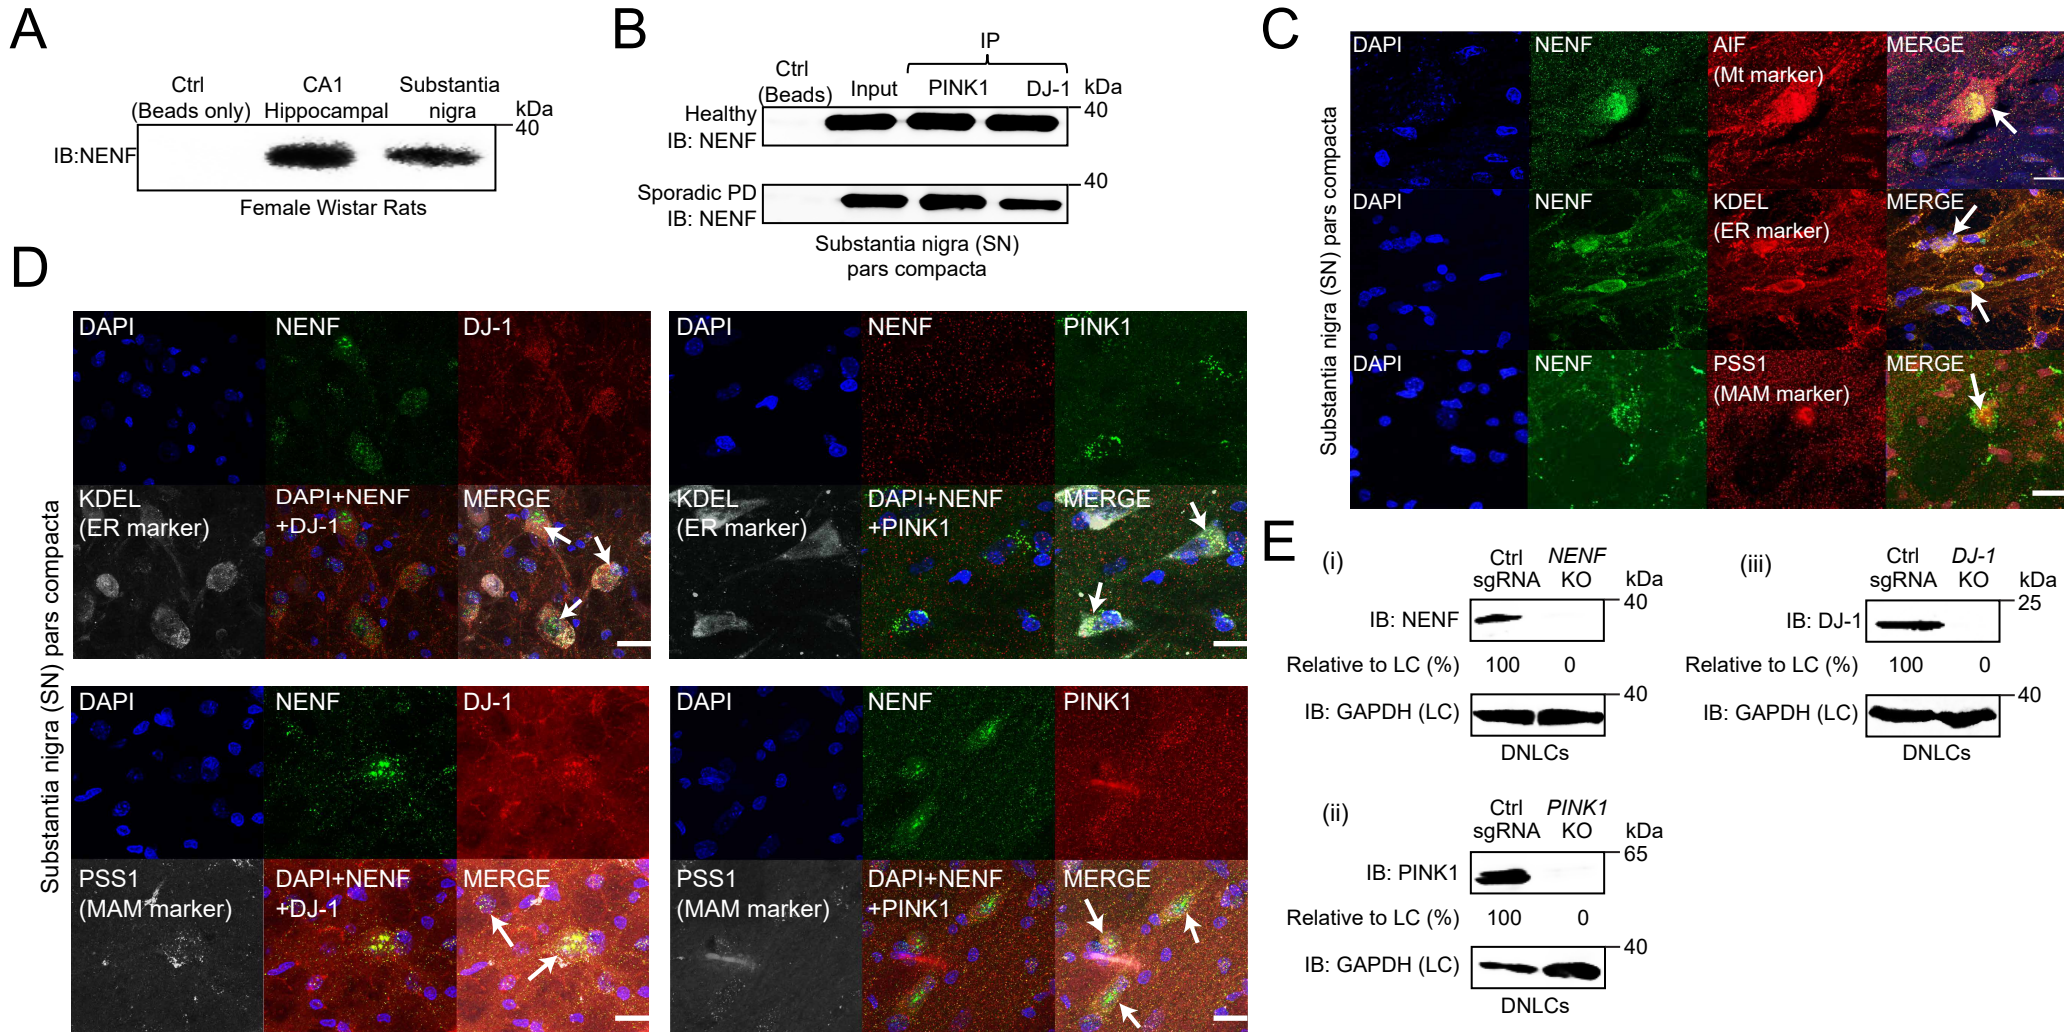 A
Ctrl
(Beads only)
CA1
Hippocampal
Substantia
nigra
kDa
40
IB:NENF
Female Wistar Rats
B
IP
Ctrl
(Beads)
Input
PINK1
DJ-1
kDa
40
Healthy
IB: NENF
40
Sporadic PD
IB: NENF
Substantia nigra (SN)
pars compacta
C
Substantia nigra (SN) pars compacta
DAPI
NENF
AIF
(Mt marker)
MERGE
DAPI
NENF
KDEL
(ER marker)
MERGE
DAPI
NENF
PSS1
(MAM marker)
MERGE
D
Substantia nigra (SN) pars compacta
DAPI
NENF
DJ-1
KDEL
(ER marker)
DAPI+NENF
+DJ-1
MERGE
DAPI
NENF
PINK1
KDEL
(ER marker)
DAPI+NENF
+PINK1
MERGE
DAPI
NENF
DJ-1
PSS1
(MAM marker)
DAPI+NENF
+DJ-1
MERGE
DAPI
NENF
PINK1
PSS1
(MAM marker)
DAPI+NENF
+PINK1
MERGE
E
(i)
Ctrl
sgRNA
NENF
KO
kDa
40
IB: NENF
Relative to LC (%)
100
0
40
IB: GAPDH (LC)
DNLCs
(iii)
Ctrl
sgRNA
DJ-1
KO
kDa
25
IB: DJ-1
Relative to LC (%)
100
0
40
IB: GAPDH (LC)
DNLCs
(ii)
Ctrl
sgRNA
PINK1
KO
kDa
65
IB: PINK1
Relative to LC (%)
100
0
40
IB: GAPDH (LC)
DNLCs